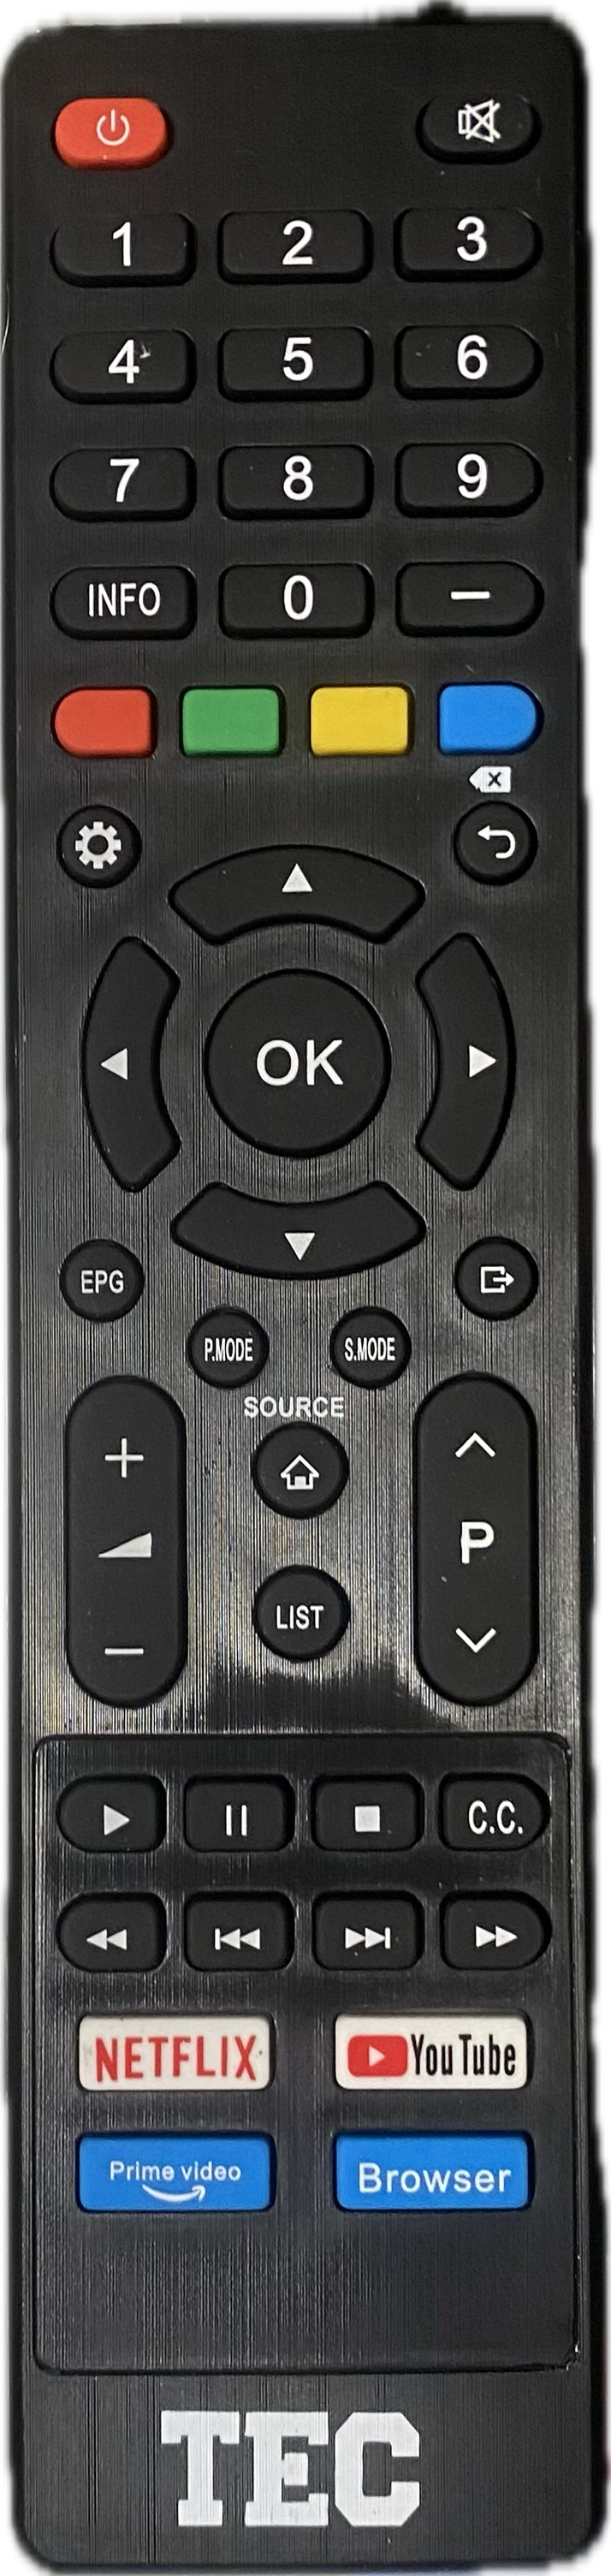 1 2 3
4 5 6
7 8 9
INFO 0 –
OK
EPG
P.MODE S.MODE
SOURCE
+
P
LIST
–
C.C.
NETFLIX YouTube
Prime video Browser
TEC